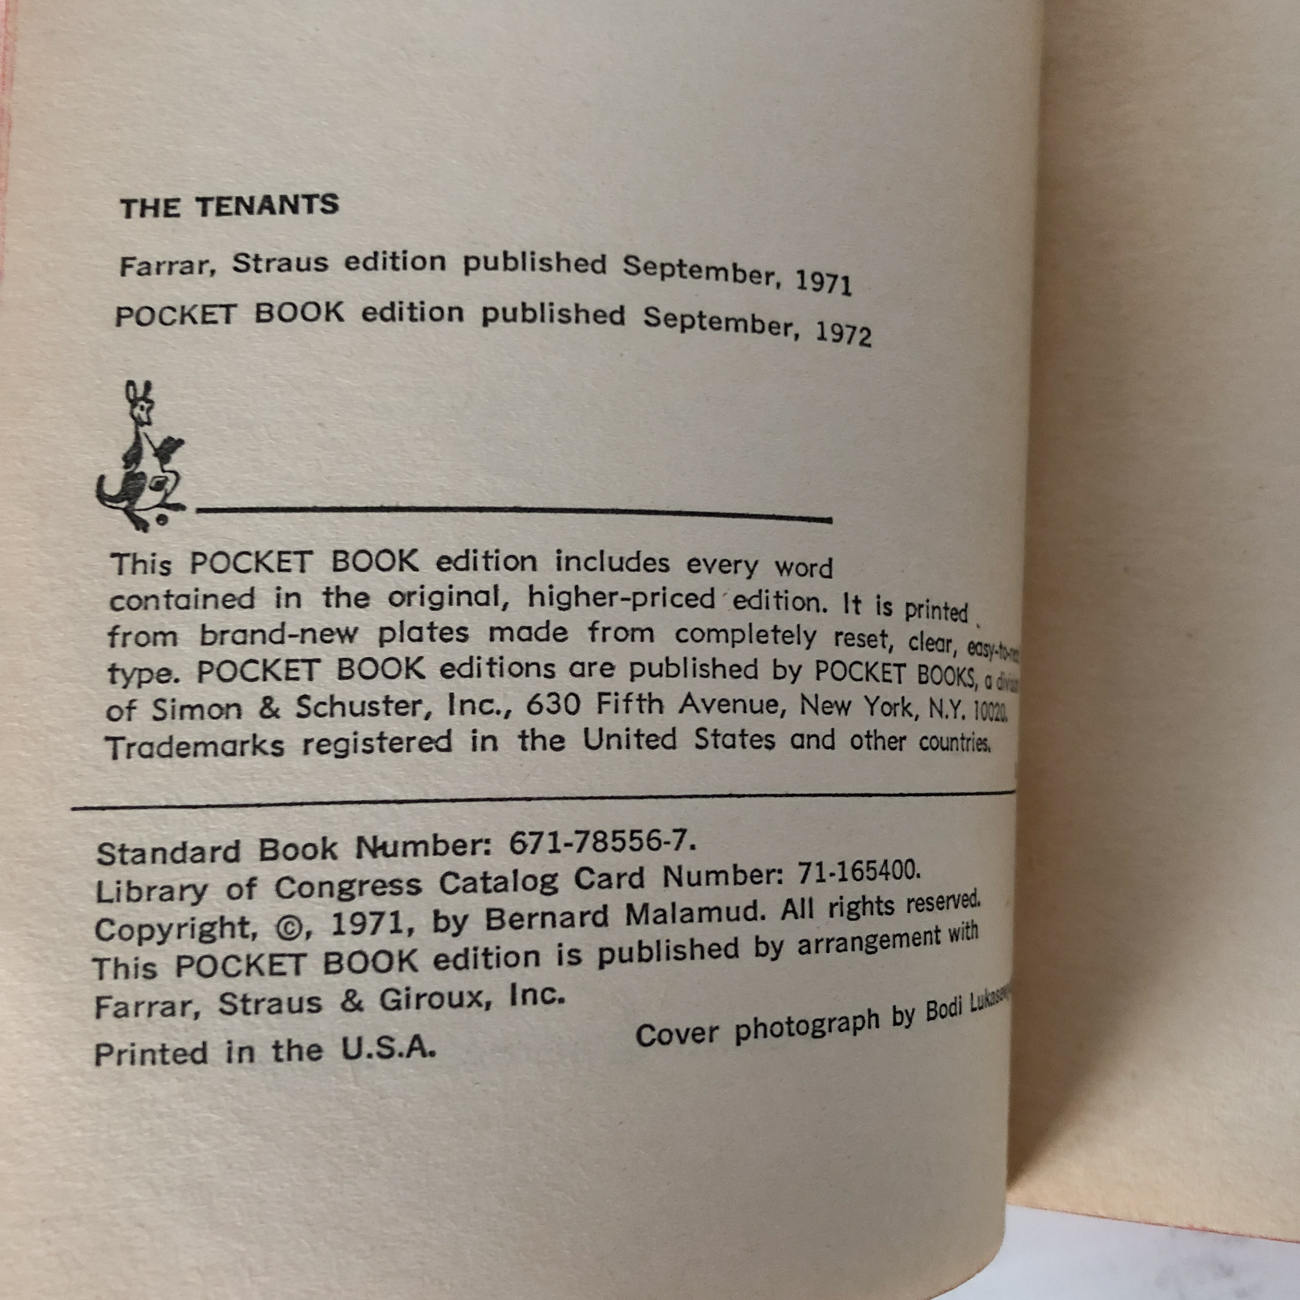 THE TENANTS
Farrar, Straus edition published September, 1971
POCKET BOOK edition published September, 1972
This POCKET BOOK edition includes every word
contained in the original, higher-priced edition. It is printed
from brand-new plates made from completely reset, clear,
type. POCKET BOOK editions are published by POCKET BOOKS, a
of Simon & Schuster, Inc., 630 Fifth Avenue, New York, N.Y. 10020.
Trademarks registered in the United States and other countries.
Standard Book Number: 671-78556-7.
Library of Congress Catalog Card Number: 71-165400.
Copyright, ©, 1971, by Bernard Malamud. All rights reserved.
This POCKET BOOK edition is published by arrangement with
Farrar, Straus & Giroux, Inc.
Printed in the U.S.A. Cover photograph by Bodi